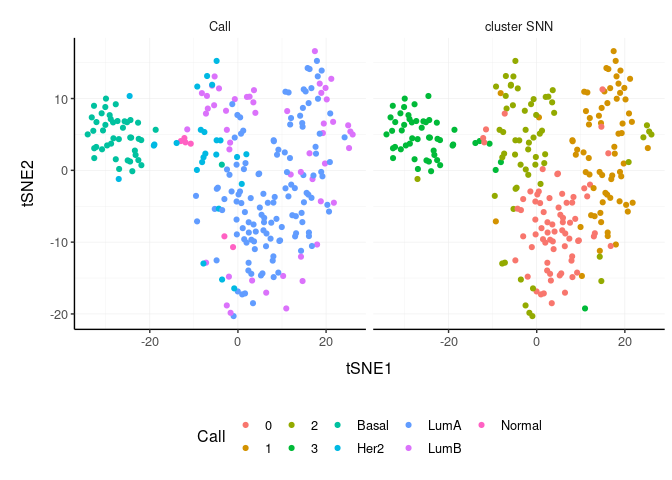 Call cluster SNN
10
0
-10
-20
tSNE2
-20 0 20 -20 0 20
tSNE1
Call 0 2 Basal LumA Normal
1 3 Her2 LumB